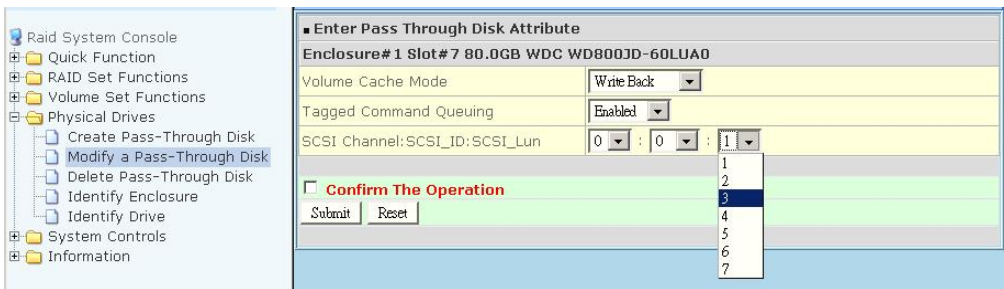 Raid System Console
Quick Function
RAID Set Functions
Volume Set Functions
Physical Drives
Create Pass-Through Disk
Modify a Pass-Through Disk
Delete Pass-Through Disk
Identify Enclosure
Identify Drive
System Controls
Information
Enter Pass Through Disk Attribute
Enclosure#1 Slot#7 80.0GB WDC WD800JD-60LUA0
Volume Cache Mode Write Back
Tagged Command Queuing Enabled
SCSI Channel:SCSI_ID:SCSI_Lun 0 : 0 : 1
1
2
3
4
5
6
7
Confirm The Operation
Submit Reset